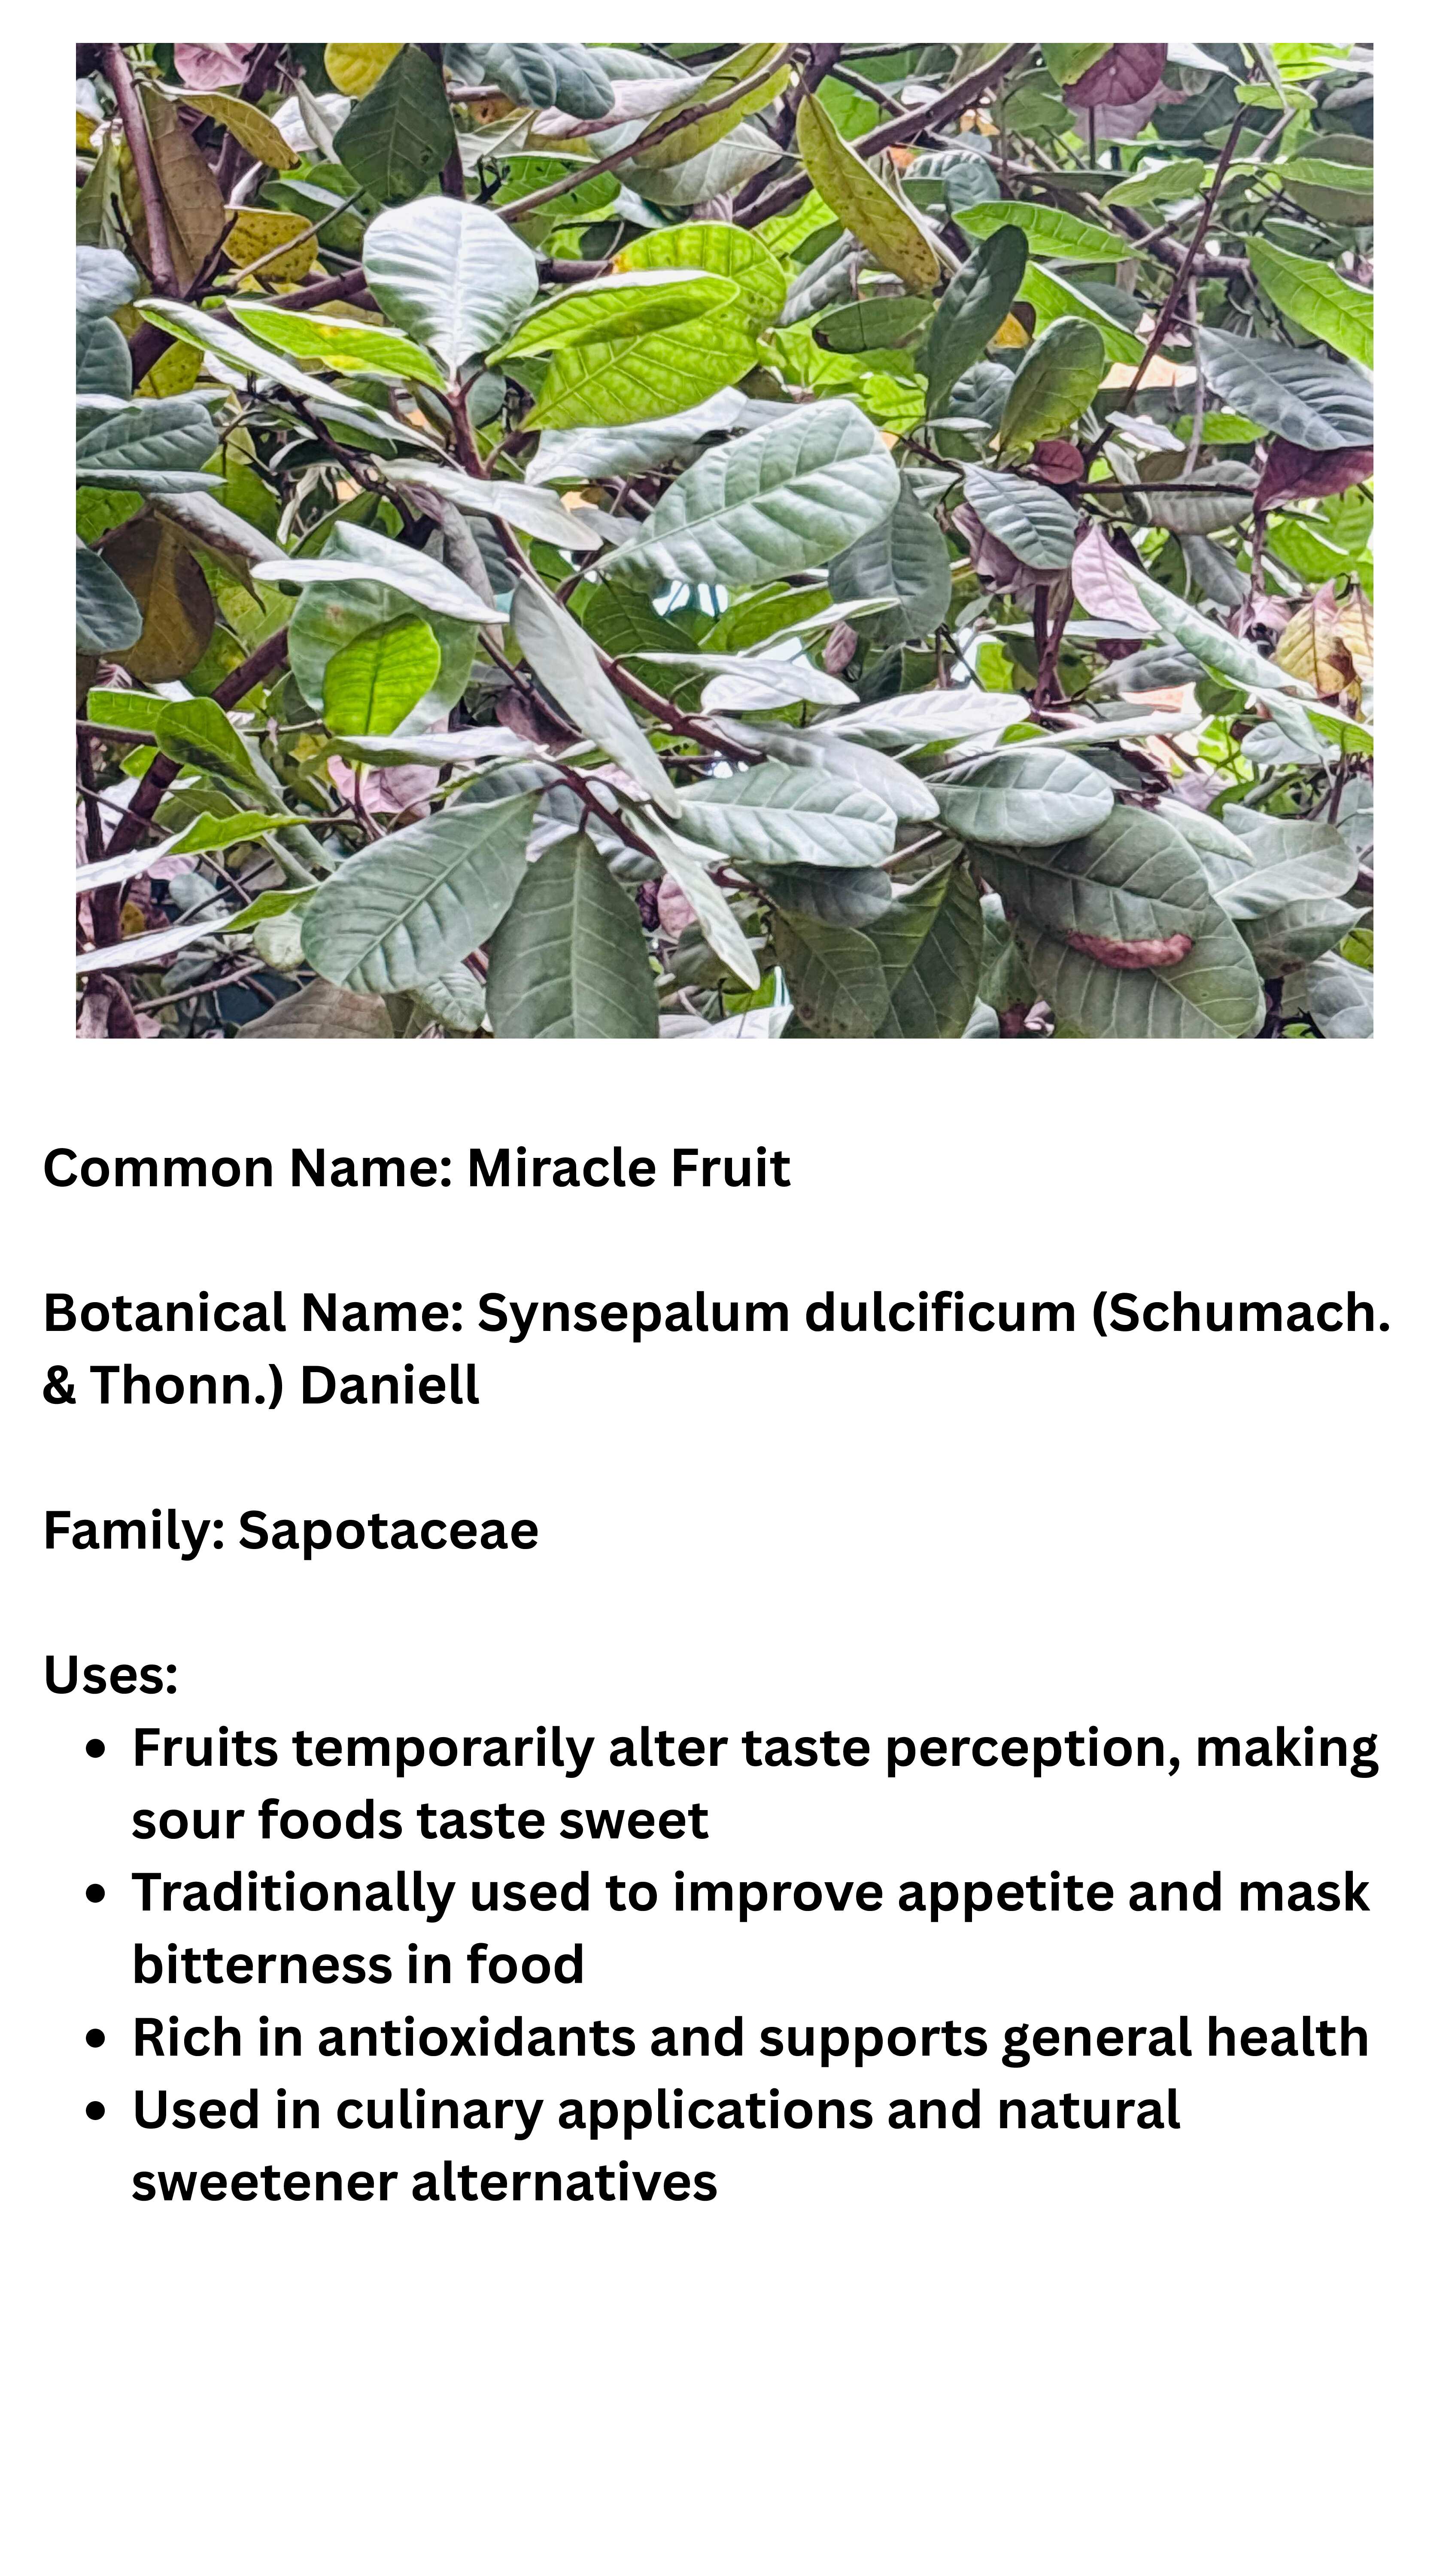 Common Name: Miracle Fruit
Botanical Name: Synsepalum dulcificum (Schumach.
& Thonn.) Daniell
Family: Sapotaceae
Uses:
• Fruits temporarily alter taste perception, making
sour foods taste sweet
• Traditionally used to improve appetite and mask
bitterness in food
• Rich in antioxidants and supports general health
• Used in culinary applications and natural
sweetener alternatives